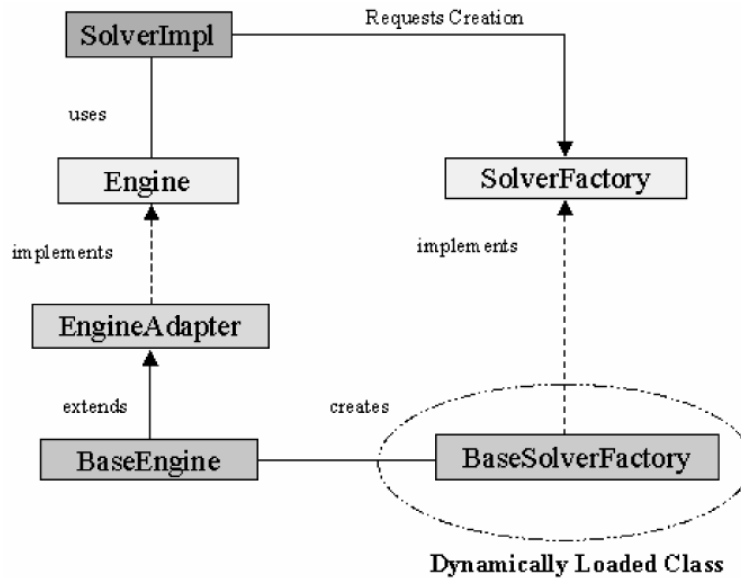 Requests Creation
SolverImpl
uses
Engine
SolverFactory
implements
implements
EngineAdapter
extends
creates
BaseEngine
BaseSolverFactory
Dynamically Loaded Class